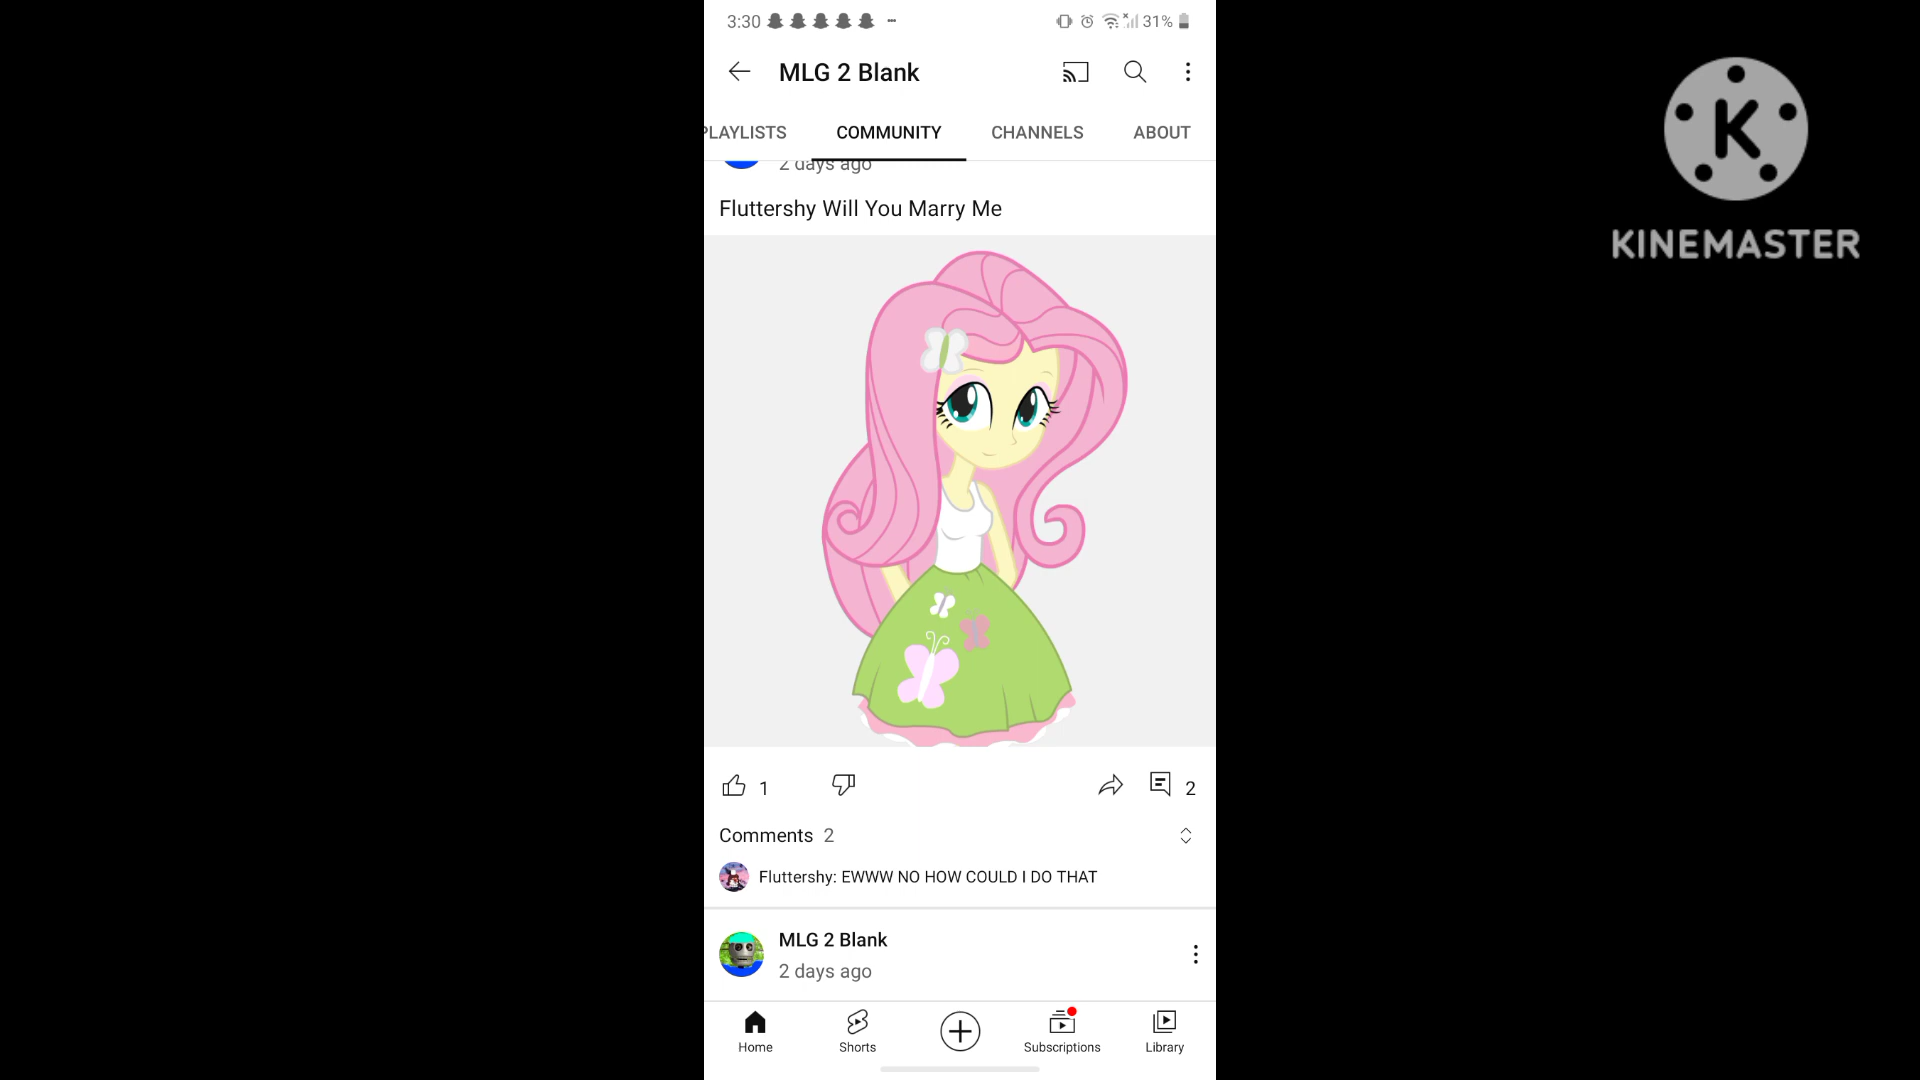 3:30
31%
MLG 2 Blank
PLAYLISTS COMMUNITY CHANNELS ABOUT
2 days ago
Fluttershy Will You Marry Me
1
2
Comments 2
Fluttershy: EWWW NO HOW COULD I DO THAT
MLG 2 Blank
2 days ago
Home Shorts Subscriptions Library
K
KINEMASTER